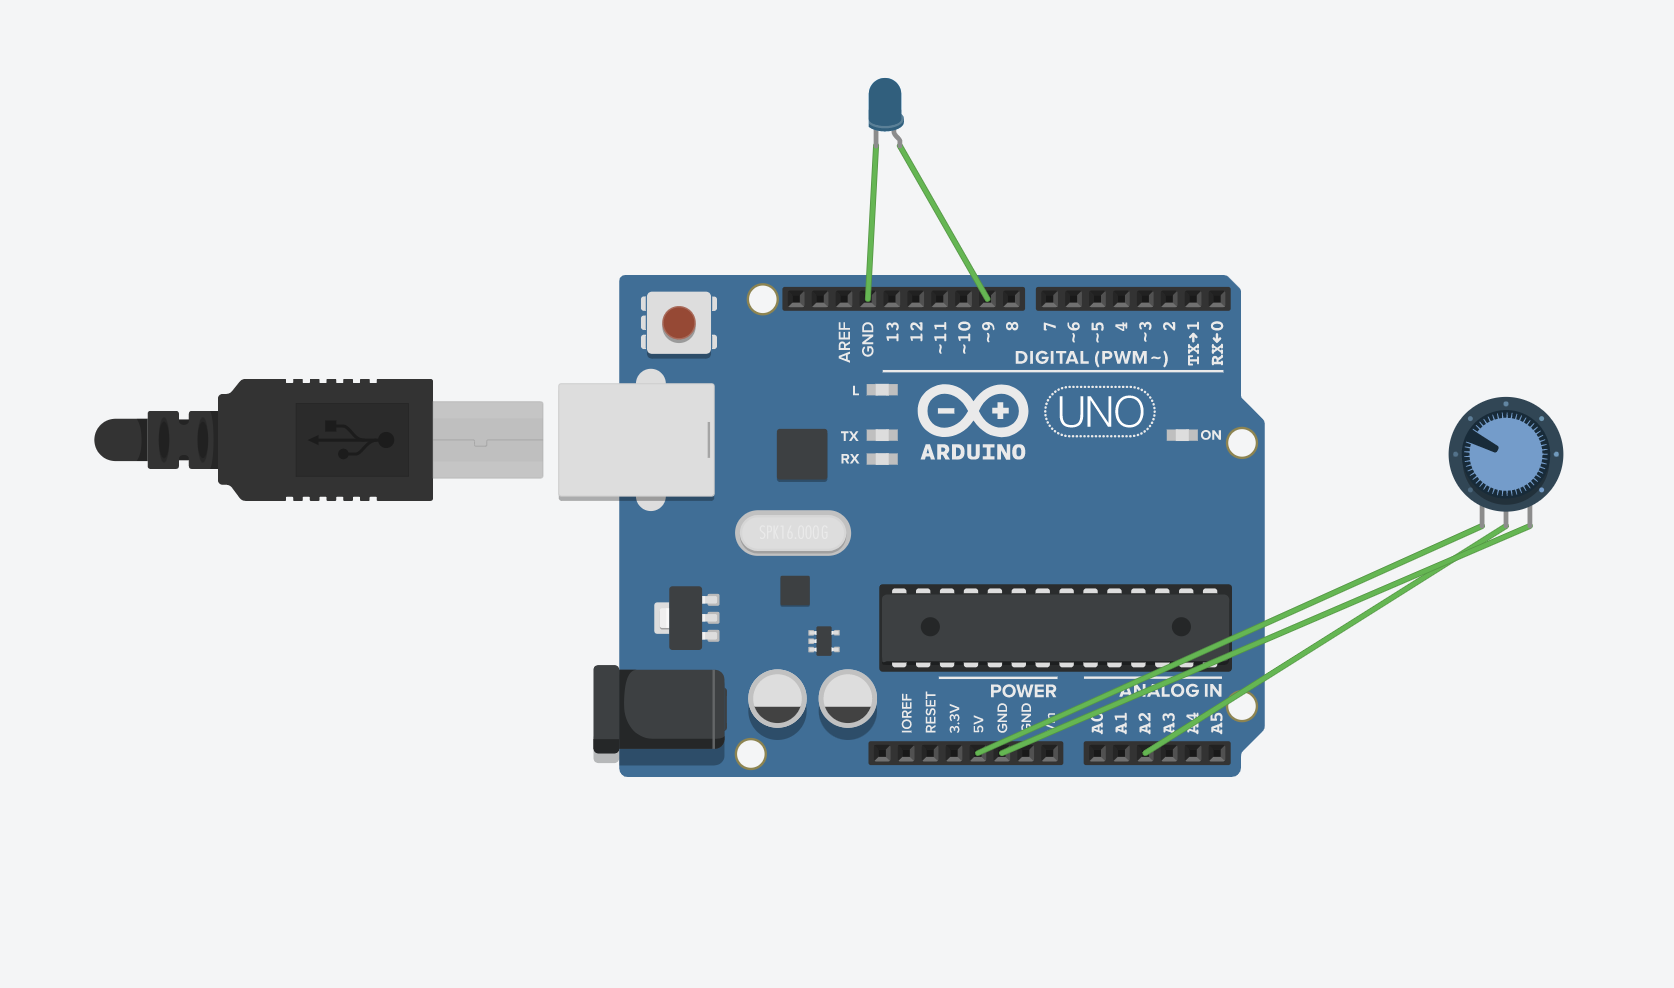 AREF
GND
13
12
~11
~10
~9
8
7
~6
~5
4
~3
2
TX→1
RX←0
DIGITAL (PWM~)
L
TX
RX
ARDUINO
UNO
ON
SPK16.000G
POWER
ANALOG IN
IOREF
RESET
3.3V
5V
GND
GND
A0
A1
A2
A3
A4
A5